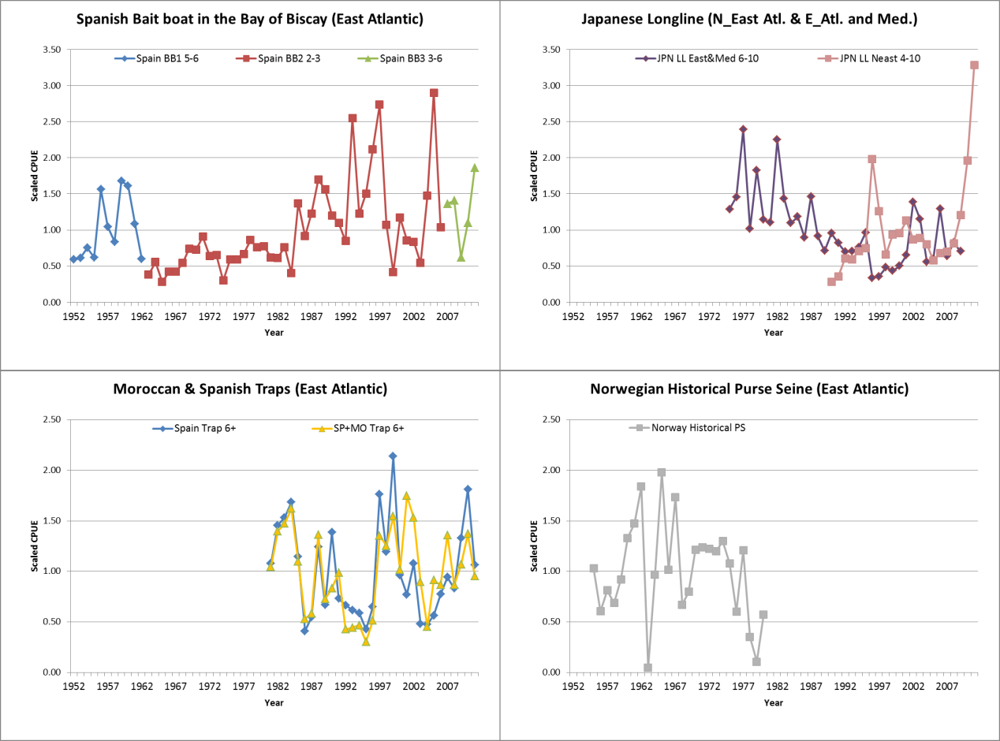 Spanish Bait boat in the Bay of Biscay (East Atlantic)
Spain BB1 5-6 Spain BB2 2-3 Spain BB3 3-6
3.50
3.00
2.50
2.00
1.50
1.00
0.50
0.00
Scaled CPUE
1952 1957 1962 1967 1972 1977 1982 1987 1992 1997 2002 2007
Year
Japanese Longline (N_East Atl. & E_Atl. and Med.)
JPN LL East&Med 6-10 JPN LL Neast 4-10
3.50
3.00
2.50
2.00
1.50
1.00
0.50
0.00
Scaled CPUE
1952 1957 1962 1967 1972 1977 1982 1987 1992 1997 2002 2007
Year
Moroccan & Spanish Traps (East Atlantic)
Spain Trap 6+ SP+MO Trap 6+
2.50
2.00
1.50
1.00
0.50
0.00
Scaled CPUE
1952 1957 1962 1967 1972 1977 1982 1987 1992 1997 2002 2007
Year
Norwegian Historical Purse Seine (East Atlantic)
Norway Historical PS
2.50
2.00
1.50
1.00
0.50
0.00
Scaled CPUE
1952 1957 1962 1967 1972 1977 1982 1987 1992 1997 2002 2007
Year